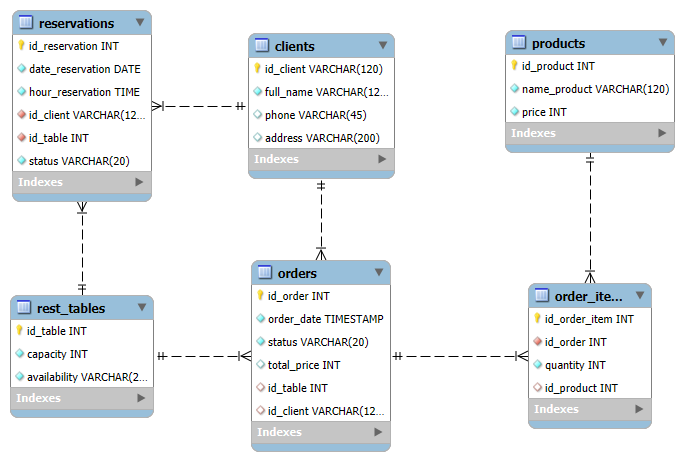 reservations
id_reservation INT
date_reservation DATE
hour_reservation TIME
id_client VARCHAR(12...
id_table INT
status VARCHAR(20)
Indexes
clients
id_client VARCHAR(120)
full_name VARCHAR(12...
phone VARCHAR(45)
address VARCHAR(200)
Indexes
products
id_product INT
name_product VARCHAR(120)
price INT
Indexes
rest_tables
id_table INT
capacity INT
availability VARCHAR(2...
Indexes
orders
id_order INT
order_date TIMESTAMP
status VARCHAR(20)
total_price INT
id_table INT
id_client VARCHAR(12...
Indexes
order_ite...
id_order_item INT
id_order INT
quantity INT
id_product INT
Indexes